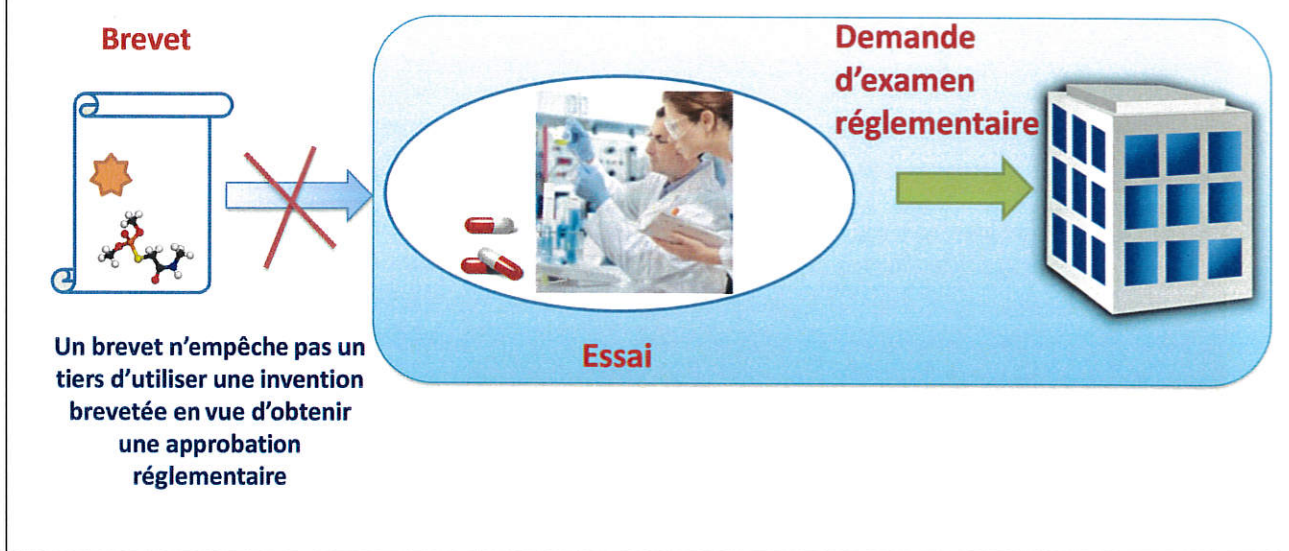 Brevet
Demande
d’examen
réglementaire
Essai
Un brevet n’empêche pas un
tiers d’utiliser une invention
brevetée en vue d’obtenir
une approbation
réglementaire